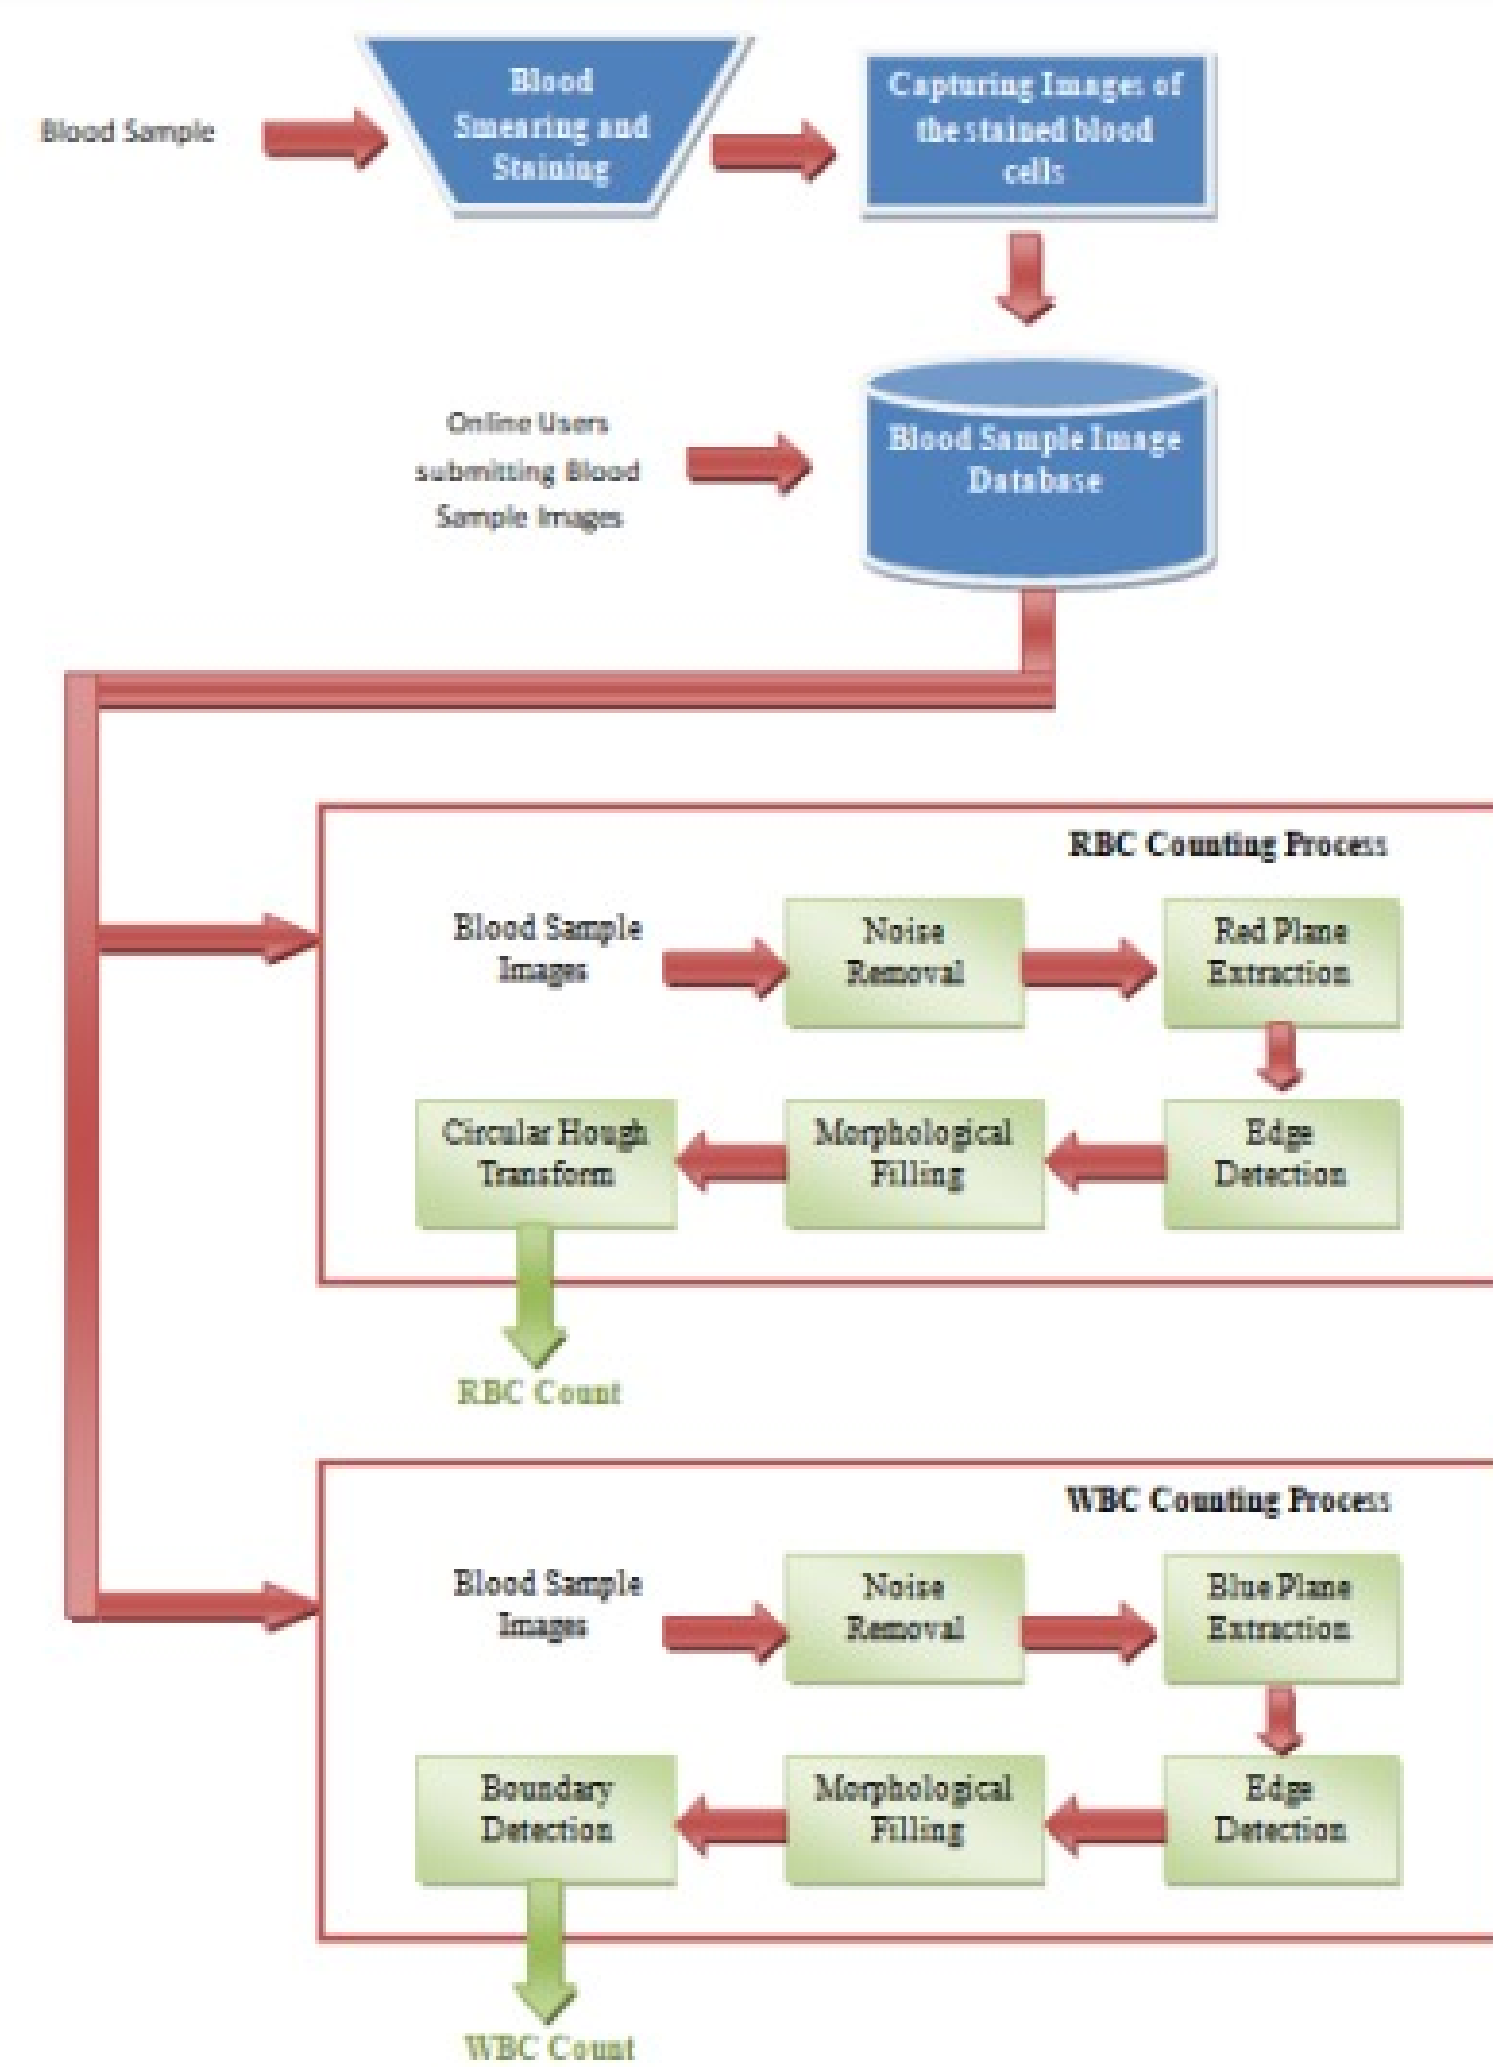 Blood Sample
Blood
Smearing and
Staining
Capturing Images of
the stained blood
cells
Online Users
submitting Blood
Sample Images
Blood Sample Image
Database
RBC Counting Process
Blood Sample
Images
Noise
Removal
Red Plane
Extraction
Circular Hough
Transform
Morphological
Filling
Edge
Detection
RBC Count
WBC Counting Process
Blood Sample
Images
Noise
Removal
Blue Plane
Extraction
Boundary
Detection
Morphological
Filling
Edge
Detection
WBC Count